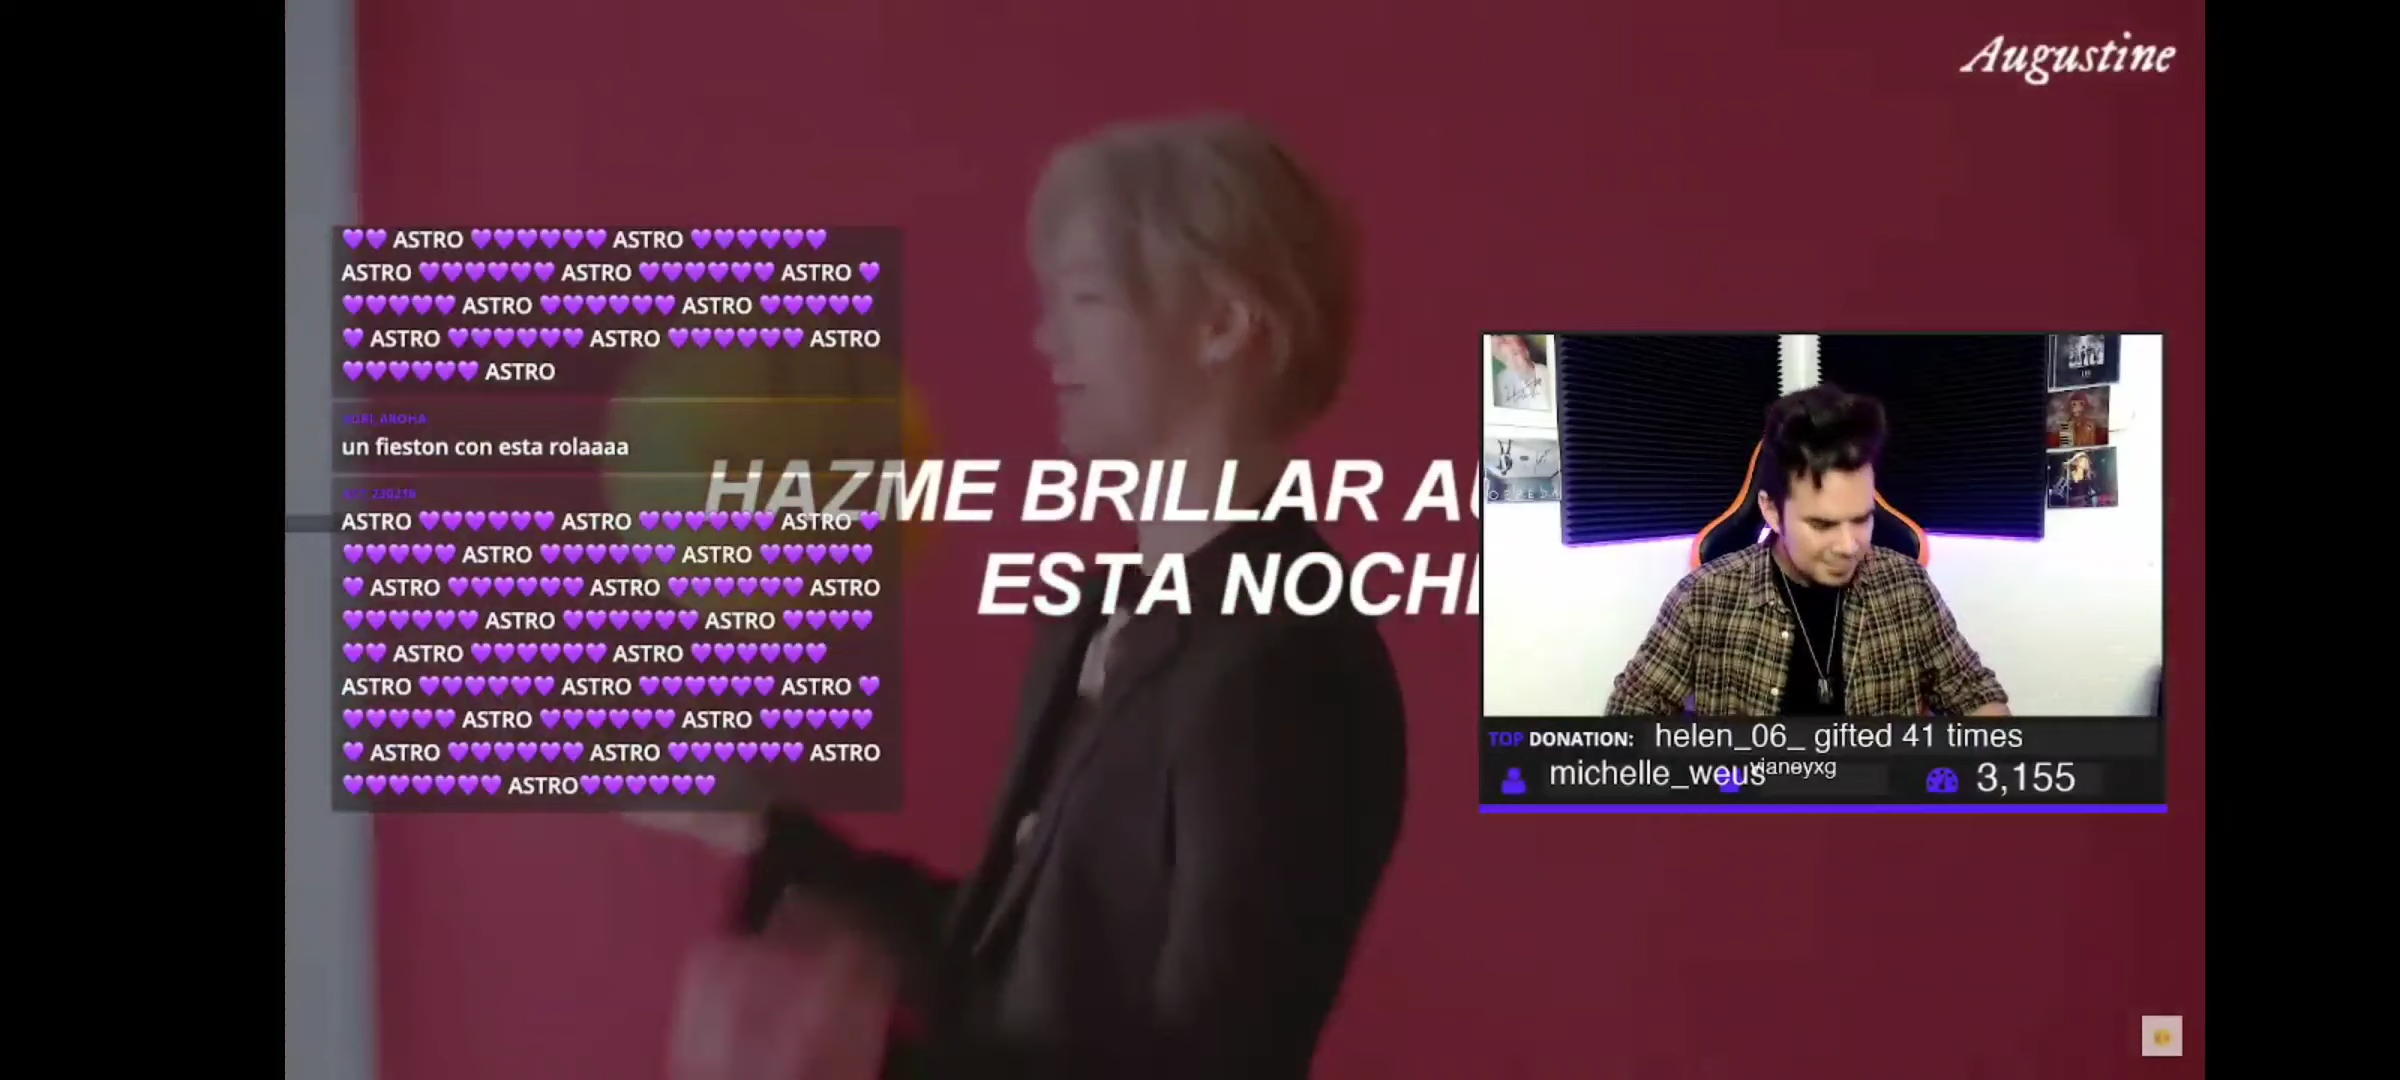 Augustine
💜💜 ASTRO 💜💜💜💜💜💜 ASTRO 💜💜💜💜💜💜
ASTRO 💜💜💜💜💜💜 ASTRO 💜💜💜💜💜💜 ASTRO 💜
💜💜💜💜💜 ASTRO 💜💜💜💜💜💜 ASTRO 💜💜💜💜💜
💜 ASTRO 💜💜💜💜💜💜 ASTRO 💜💜💜💜💜💜 ASTRO
💜💜💜💜💜💜 ASTRO
AROHA
un fieston con esta rolaaaa
230218
ASTRO 💜💜💜💜💜💜 ASTRO 💜💜💜💜💜💜 ASTRO 💜
💜💜💜💜💜 ASTRO 💜💜💜💜💜💜 ASTRO 💜💜💜💜💜
💜 ASTRO 💜💜💜💜💜💜 ASTRO 💜💜💜💜💜💜 ASTRO
💜💜💜💜💜💜 ASTRO 💜💜💜💜💜💜 ASTRO 💜💜💜💜
💜💜 ASTRO 💜💜💜💜💜💜 ASTRO 💜💜💜💜💜💜
ASTRO 💜💜💜💜💜💜 ASTRO 💜💜💜💜💜💜 ASTRO 💜
💜💜💜💜💜 ASTRO 💜💜💜💜💜💜 ASTRO 💜💜💜💜💜
💜 ASTRO 💜💜💜💜💜💜 ASTRO 💜💜💜💜💜💜 ASTRO
💜💜💜💜💜💜💜 ASTRO💜💜💜💜💜💜
HAZME BRILLAR
ESTA NOCH
TOP DONATION: helen_06_ gifted 41 times
michelle_weus vianeyxg 3,155